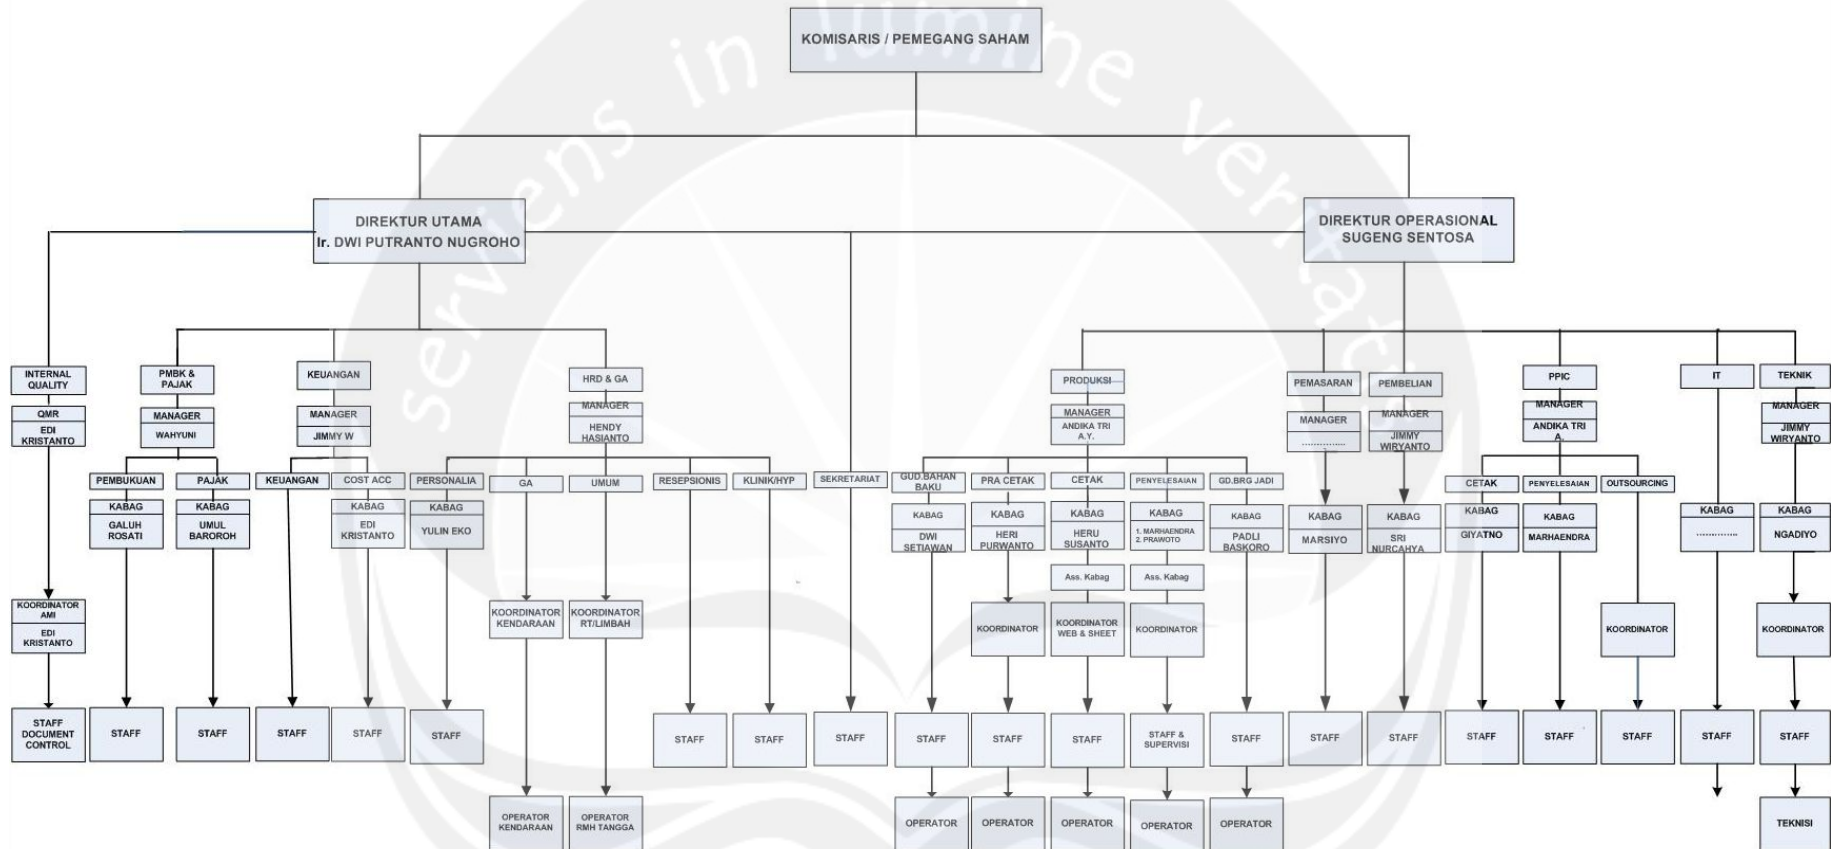 serviens in lumine veritatis
KOMISARIS / PEMEGANG SAHAM
DIREKTUR UTAMA
Ir. DWI PUTRANTO NUGROHO
DIREKTUR OPERASIONAL
SUGENG SENTOSA
INTERNAL
QUALITY
QMR
EDI
KRISTANTO
KOORDINATOR
AMI
EDI
KRISTANTO
STAFF
DOCUMENT
CONTROL
PMBK &
PAJAK
MANAGER
WAHYUNI
PEMBUKUAN
KABAG
GALUH
ROSATI
STAFF
PAJAK
KABAG
UMUL
BAROROH
STAFF
KEUANGAN
MANAGER
JIMMY W
KEUANGAN
STAFF
COST ACC
KABAG
EDI
KRISTANTO
STAFF
HRD & GA
MANAGER
HENDY
HASIANTO
PERSONALIA
KABAG
YULIN EKO
STAFF
GA
KOORDINATOR
KENDARAAN
OPERATOR
KENDARAAN
UMUM
KOORDINATOR
RT/LIMBAH
OPERATOR
RMH TANGGA
RESEPSIONIS
STAFF
KLINIK/HYP
STAFF
SEKRETARIAT
STAFF
PRODUKSI
MANAGER
ANDIKA TRI
A.Y.
GUD.BAHAN
BAKU
KABAG
DWI
SETIAWAN
STAFF
OPERATOR
PRA CETAK
KABAG
HERI
PURWANTO
KOORDINATOR
STAFF
OPERATOR
CETAK
KABAG
HERU
SUSANTO
Ass. Kabag
KOORDINATOR
WEB & SHEET
STAFF
OPERATOR
PENYELESAIAN
KABAG
1. MARHAENDRA
2. PRAWOTO
Ass. Kabag
KOORDINATOR
STAFF &
SUPERVISI
OPERATOR
GD.BRG JADI
KABAG
PADLI
BASKORO
STAFF
OPERATOR
PEMASARAN
MANAGER
..............
KABAG
MARSIYO
STAFF
PEMBELIAN
MANAGER
JIMMY
WIRYANTO
KABAG
SRI
NURCAHYA
STAFF
PPIC
MANAGER
ANDIKA TRI
A.
CETAK
KABAG
GIYATNO
STAFF
PENYELESAIAN
KABAG
MARHAENDRA
STAFF
OUTSOURCING
KOORDINATOR
STAFF
IT
KABAG
..............
STAFF
TEKNIK
MANAGER
JIMMY
WIRYANTO
KABAG
NGADIYO
KOORDINATOR
STAFF
TEKNISI